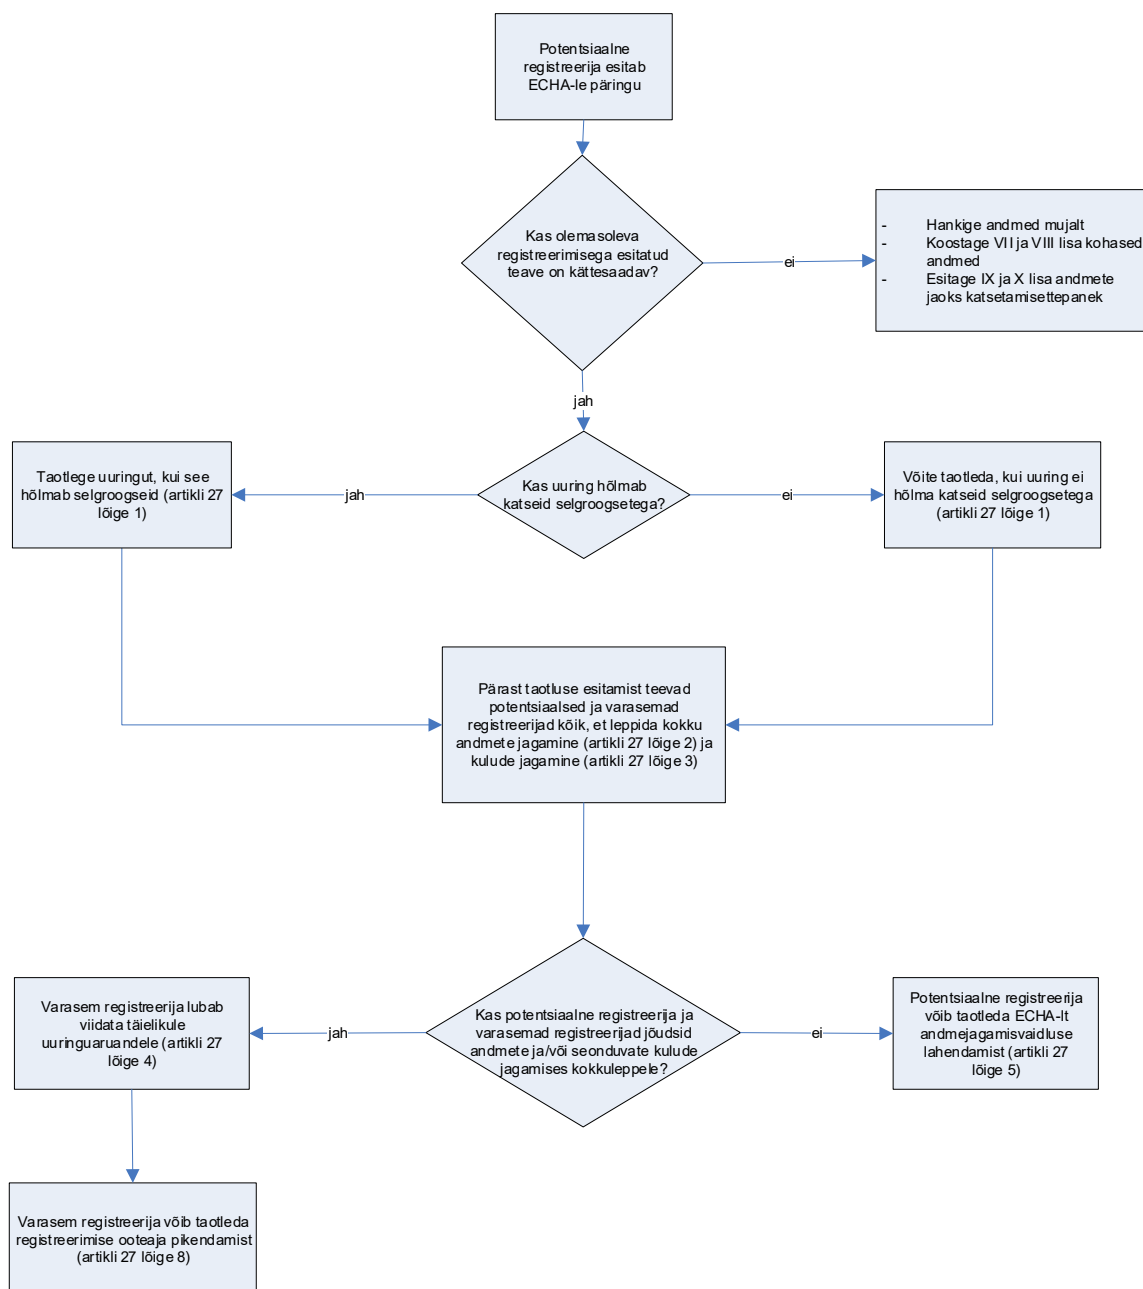 Potentsiaalne
registreerija esitab
ECHA-le päringu
Kas olemasoleva
registreerimisega esitatud
teave on kättesaadav?
ei
- Hankige andmed mujalt
- Koostage VII ja VIII lisa kohased
andmed
- Esitage IX ja X lisa andmete
jaoks katsetamisettepanek
jah
Taotlege uuringut, kui see
hõlmab selgroogseid (artikli 27
lõige 1)
jah
Kas uuring hõlmab
katseid selgroogsetega?
ei
Võite taotleda, kui uuring ei
hõlma katseid selgroogsetega
(artikli 27 lõige 1)
Pärast taotluse esitamist teevad
potentsiaalsed ja varasemad
registreerijad kõik, et leppida kokku
andmete jagamine (artikli 27 lõige 2) ja
kulude jagamine (artikli 27 lõige 3)
Varasem registreerija lubab
viidata täielikule
uuringuaruandele (artikli 27
lõige 4)
jah
Kas potentsiaalne registreerija ja
varasemad registreerijad jõudsid
andmete ja/või seonduvate kulude
jagamises kokkuleppele?
ei
Potentsiaalne registreerija
võib taotleda ECHA-lt
andmejagamisvaidluse
lahendamist (artikli 27
lõige 5)
Varasem registreerija võib taotleda
registreerimise ooteaja pikendamist
(artikli 27 lõige 8)